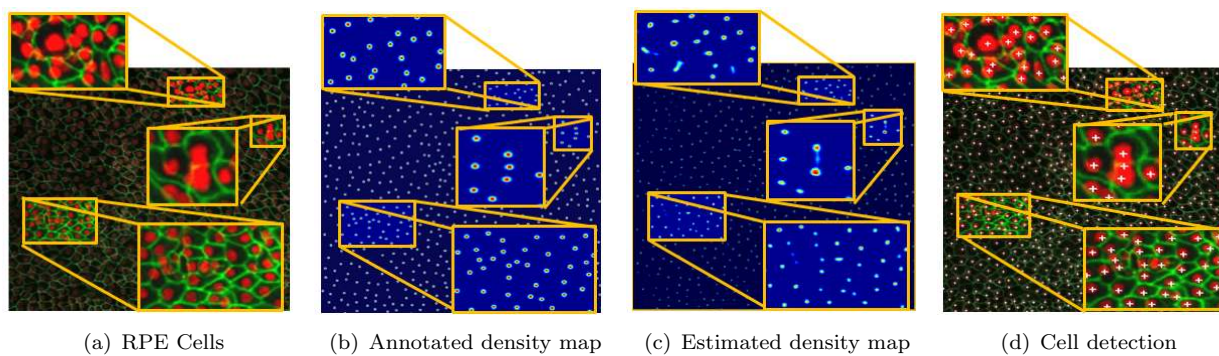 (a) RPE Cells
(b) Annotated density map
(c) Estimated density map
(d) Cell detection